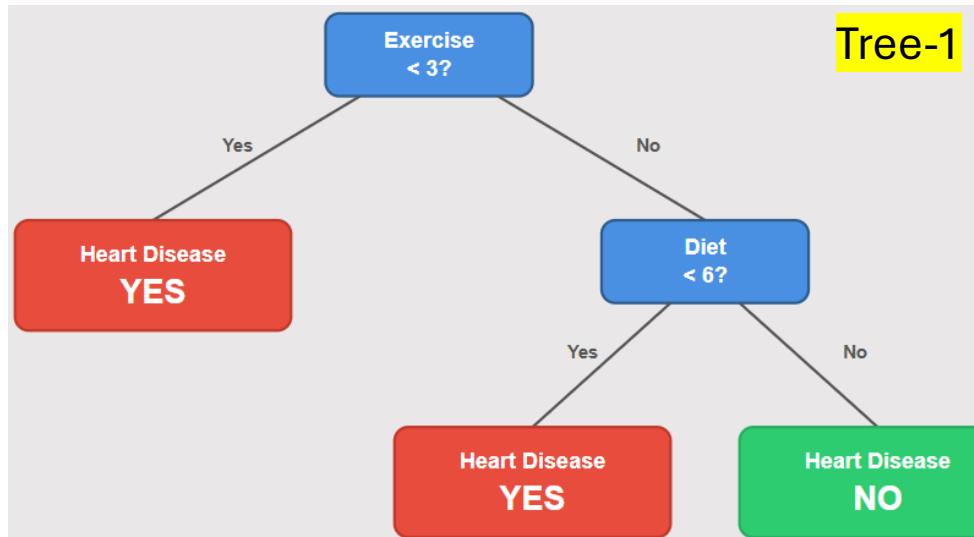 Tree-1
Exercise
< 3?
Yes
No
Heart Disease
YES
Diet
< 6?
Yes
No
Heart Disease
YES
Heart Disease
NO